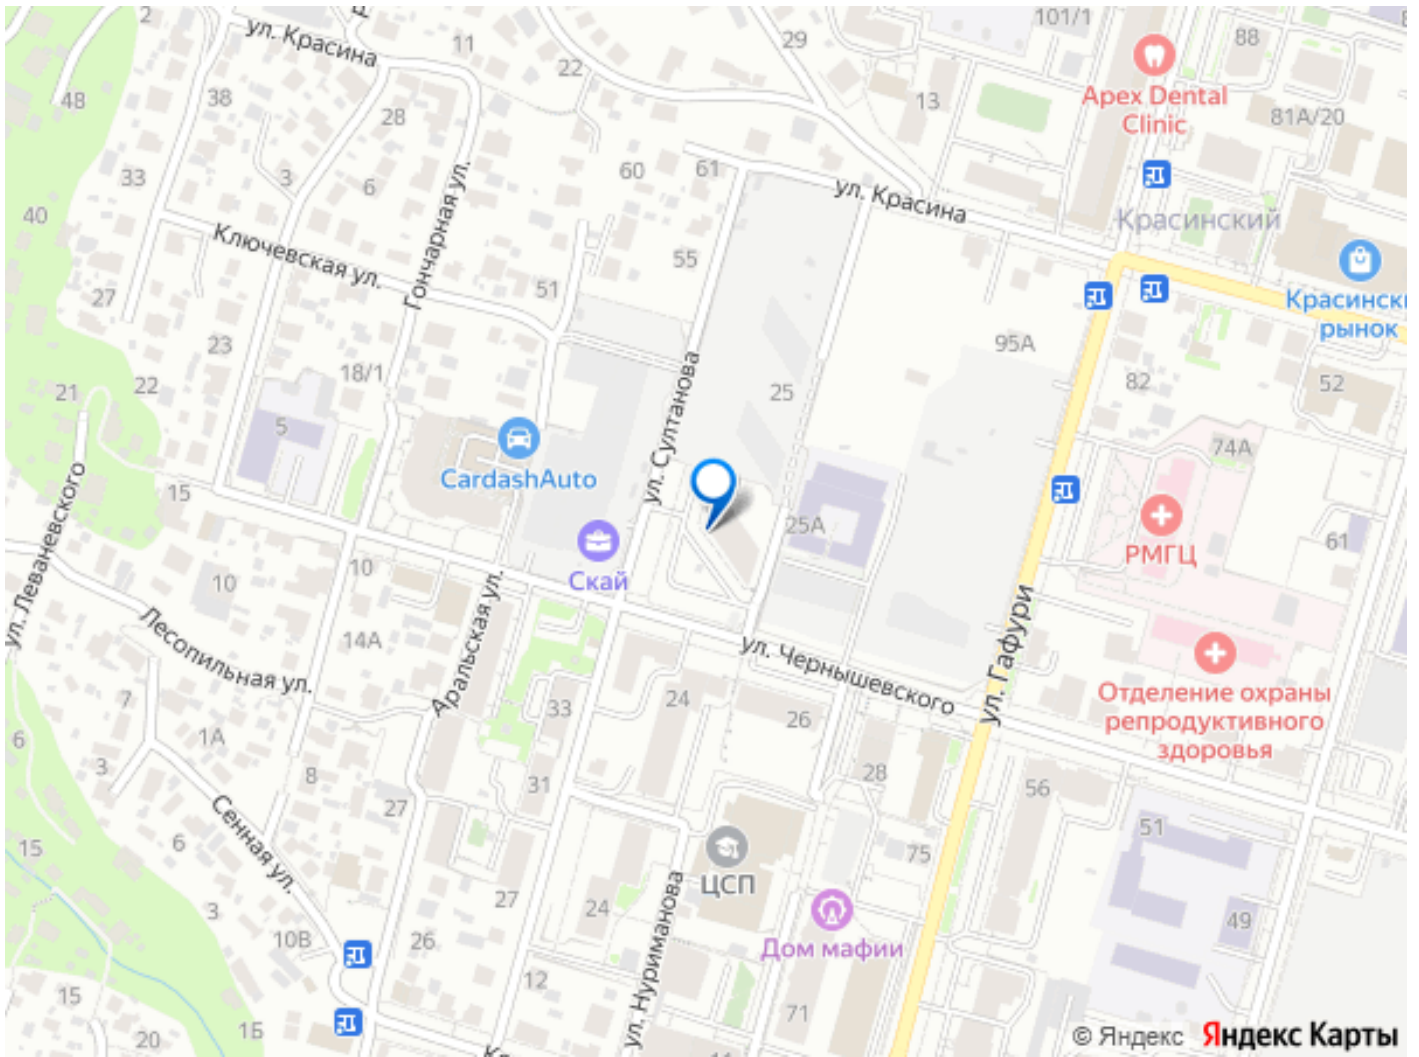 2
ул. Красина
11
29
101/1
88
22
48
38
28
13
Apex Dental
Clinic
81А/20
33
3
6
60
61
ул. Красина
Красинский
40
Ключевская ул.
Гончарная ул.
55
51
27
Красинск
рынок
23
18/1
ул. Султанова
95А
82
52
21
22
5
25
CardashAuto
74А
15
ул. Леваневского
25А
РМГЦ
61
Скай
10
10
14А
Лесопильная ул.
Аральская ул.
ул. Чернышевского
ул. Гафури
Отделение охраны
репродуктивного
здоровья
7
1А
33
24
26
6
3
8
31
28
56
27
Сенная ул.
6
15
51
75
ЦСП
3
27
24
ул. Нуриманова
Дом мафии
49
10В
26
12
15
20
1Б
71
11
© Яндекс
Яндекс Карты